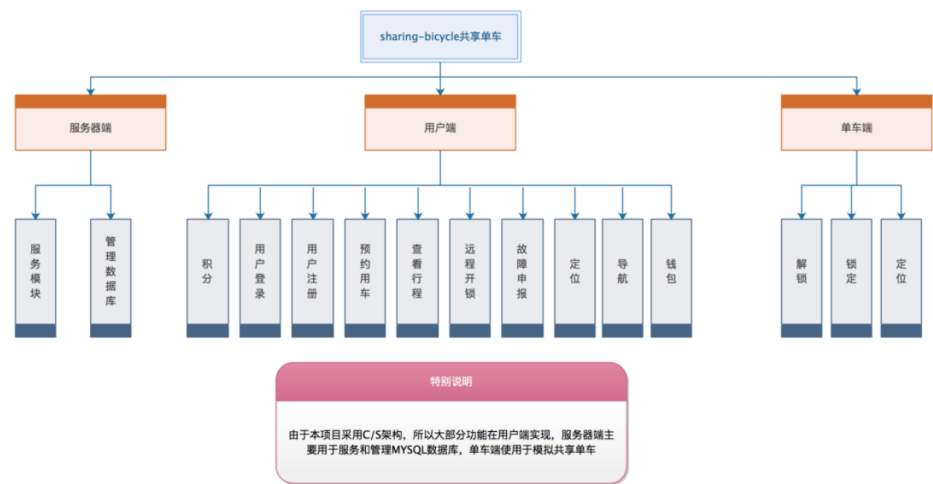 sharing-bicycle共享单车
服务器端
用户端
单车端
服务模块
管理数据库
积分
用户登录
用户注册
预约用车
查看行程
远程开锁
故障申报
定位
导航
钱包
解锁
锁定
定位
特别说明
由于本项目采用C/S架构，所以大部分功能在用户端实现，服务器端主
要用于服务和管理MYSQL数据库，单车端使用于模拟共享单车